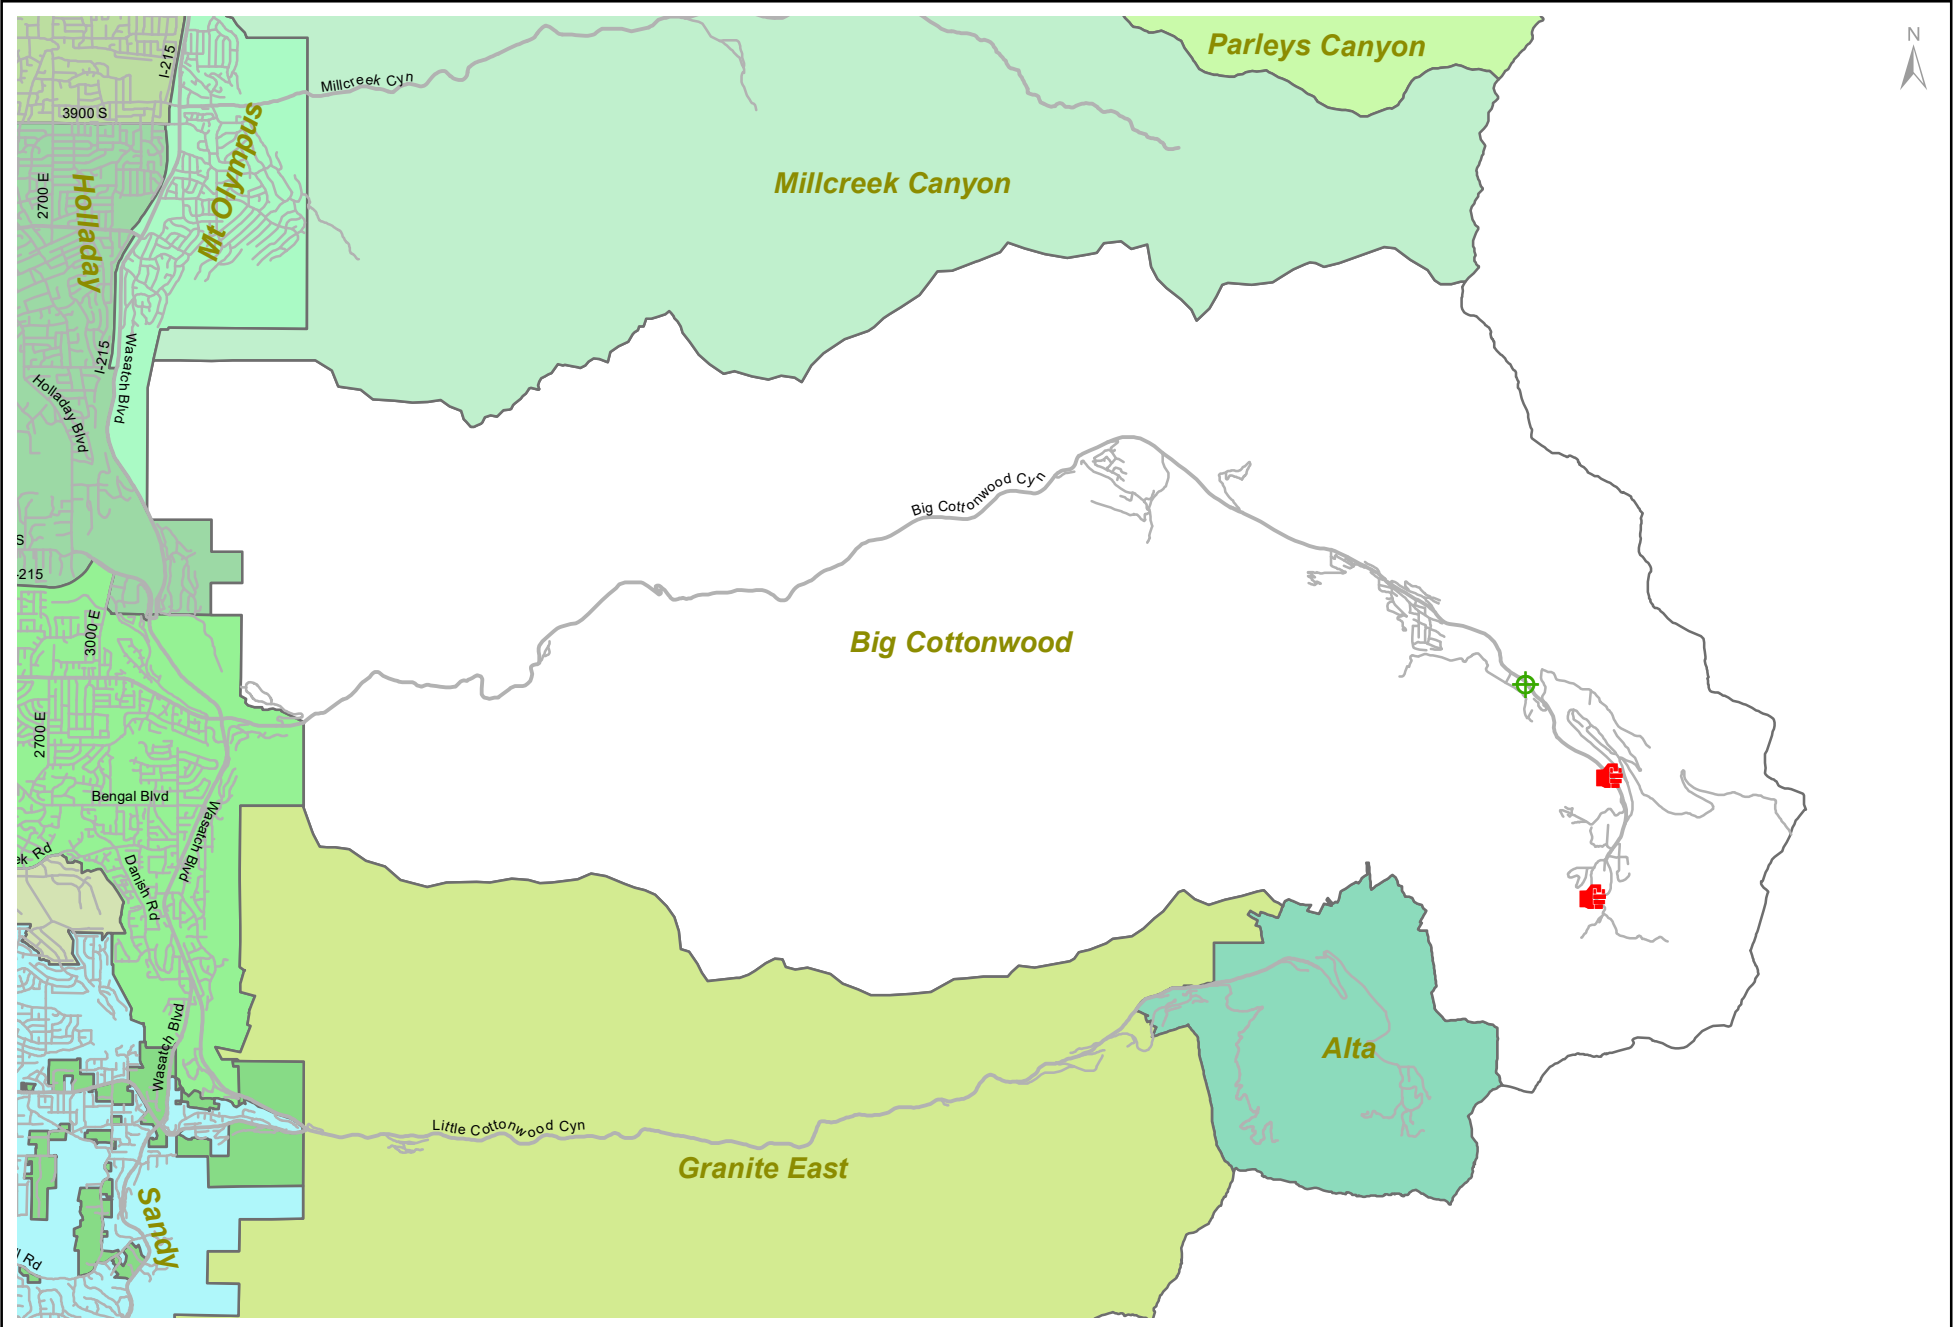 N
Parleys Canyon
I-215
Millcreek Cyn
3900 S
Mt Olympus
Millcreek Canyon
2700 E
Holladay
I-215
Wasatch Blvd
Holladay Blvd
Big Cottonwood Cyn
S
-215
3000 E
Big Cottonwood
2700 E
Bengal Blvd
Wasatch Blvd
ek Rd
Danish Rd
Wasatch Blvd
Alta
Little Cottonwood Cyn
Granite East
Sandy
Rd